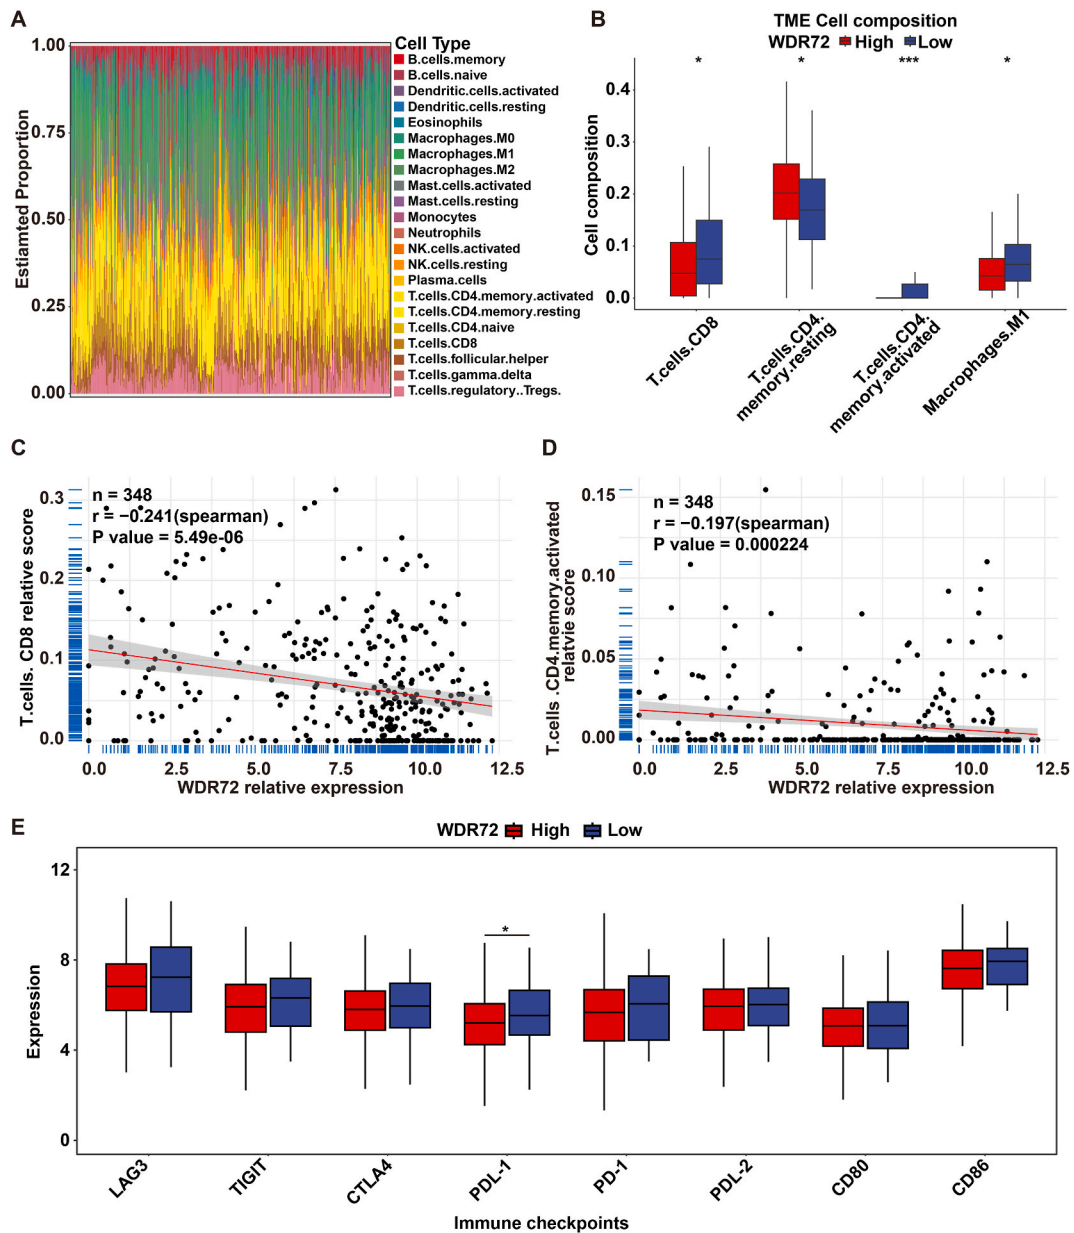 A
1.00
0.75
0.50
0.25
0.00
Estiamted Proportion
Cell Type
B.cells.memory
B.cells.naive
Dendritic.cells.activated
Dendritic.cells.resting
Eosinophils
Macrophages.M0
Macrophages.M1
Macrophages.M2
Mast.cells.activated
Mast.cells.resting
Monocytes
Neutrophils
NK.cells.activated
NK.cells.resting
Plasma.cells
T.cells.CD4.memory.activated
T.cells.CD4.memory.resting
T.cells.CD4.naive
T.cells.CD8
T.cells.follicular.helper
T.cells.gamma.delta
T.cells.regulatory..Tregs.
B
TME Cell composition
WDR72 High Low
* * *** *
0.4
0.3
0.2
0.1
0.0
Cell composition
T.cells.CD8
T.cells.CD4.
memory.resting
T.cells.CD4.
memory.activated
Macrophages.M1
C
n = 348
r = −0.241(spearman)
P value = 5.49e-06
0.3
0.2
0.1
0.0
T.cells. CD8 relative score
0.0 2.5 5.0 7.5 10.0 12.5
WDR72 relative expression
D
n = 348
r = −0.197(spearman)
P value = 0.000224
0.15
0.10
0.05
0.00
T.cells .CD4.memory.activated
relatvie score
0.0 2.5 5.0 7.5 10.0 12.5
WDR72 relative expression
E
WDR72 High Low
*
12
8
4
0
Expression
LAG3
TIGIT
CTLA4
PDL-1
PD-1
PDL-2
CD80
CD86
Immune checkpoints